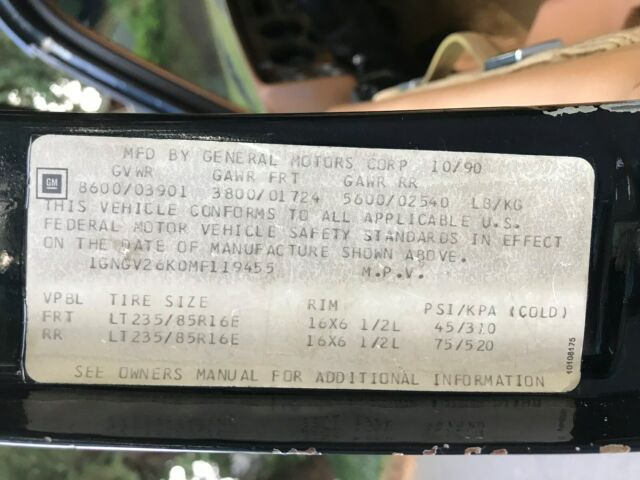 MFD BY GENERAL MOTORS CORP 10/90
GVWR GAWR FRT GAWR RR
GM 8600/03901 3800/01724 5600/02540 LB/KG
THIS VEHICLE CONFORMS TO ALL APPLICABLE U.S.
FEDERAL MOTOR VEHICLE SAFETY STANDARDS IN EFFECT
ON THE DATE OF MANUFACTURE SHOWN ABOVE.
1GNGV26K0MF119455 M.P.V.
VPBL TIRE SIZE RIM PSI/KPA (COLD)
FRT LT235/85R16E 16X6 1/2L 45/310
RR LT235/85R16E 16X6 1/2L 75/520
SEE OWNERS MANUAL FOR ADDITIONAL INFORMATION
10108175